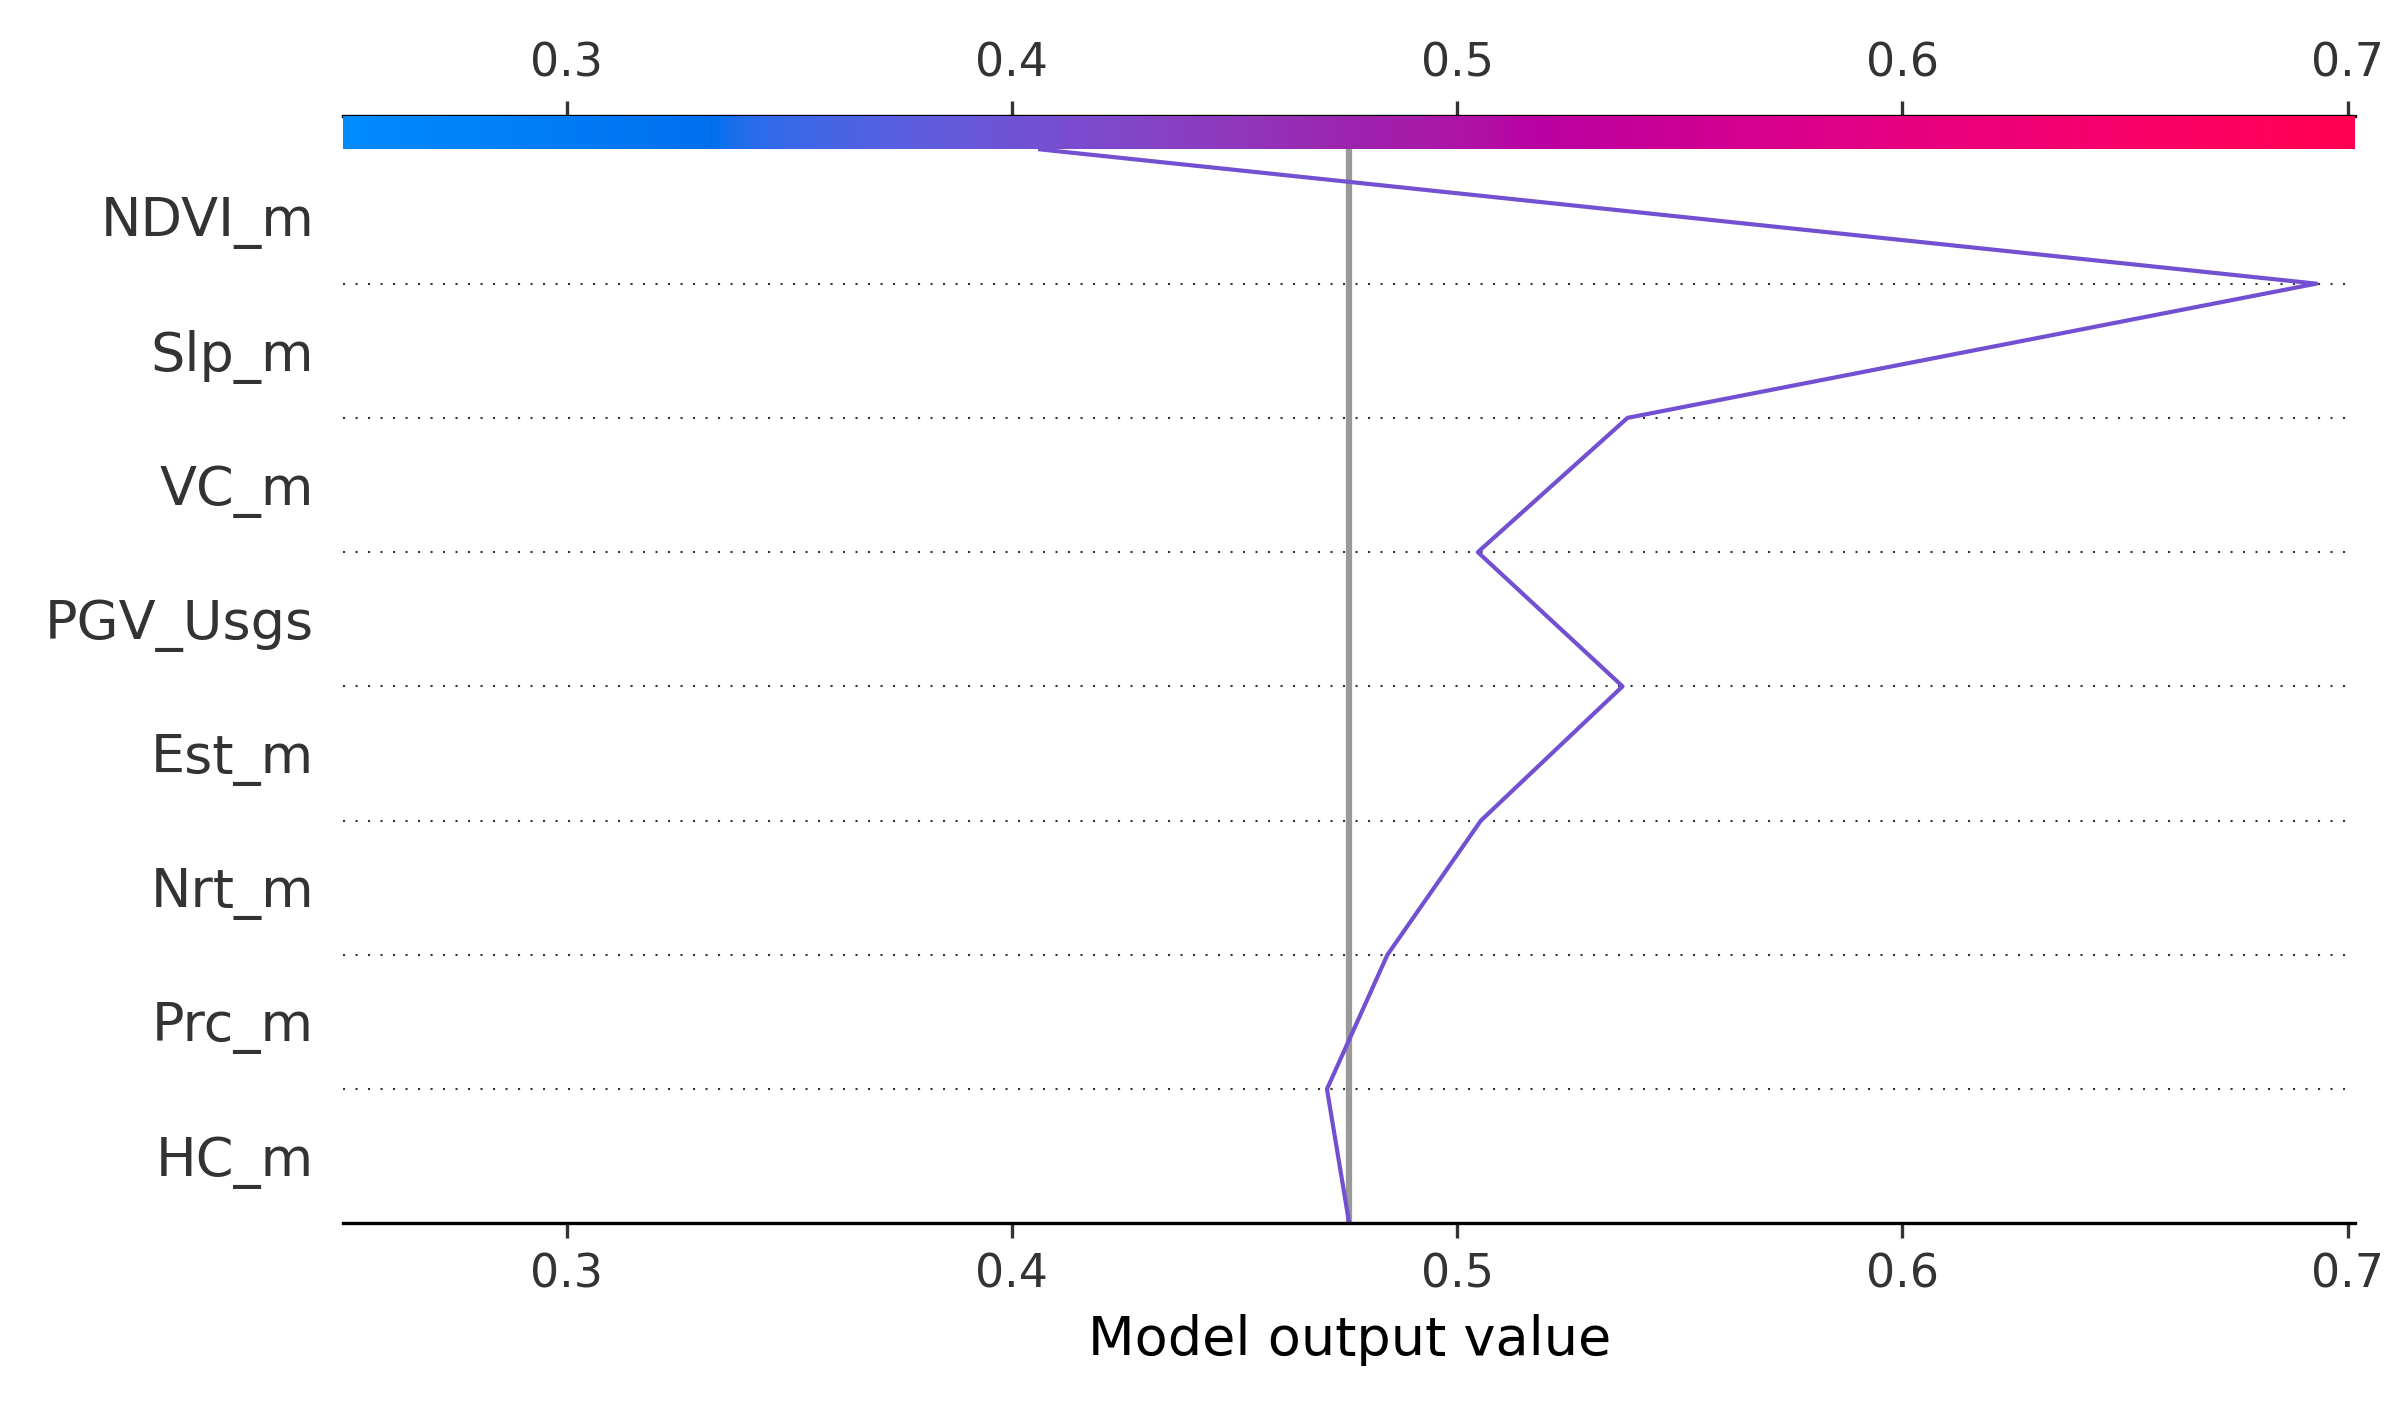 0.3 0.4 0.5 0.6 0.7
NDVI_m
Slp_m
VC_m
PGV_Usgs
Est_m
Nrt_m
Prc_m
HC_m
0.3 0.4 0.5 0.6 0.7
Model output value